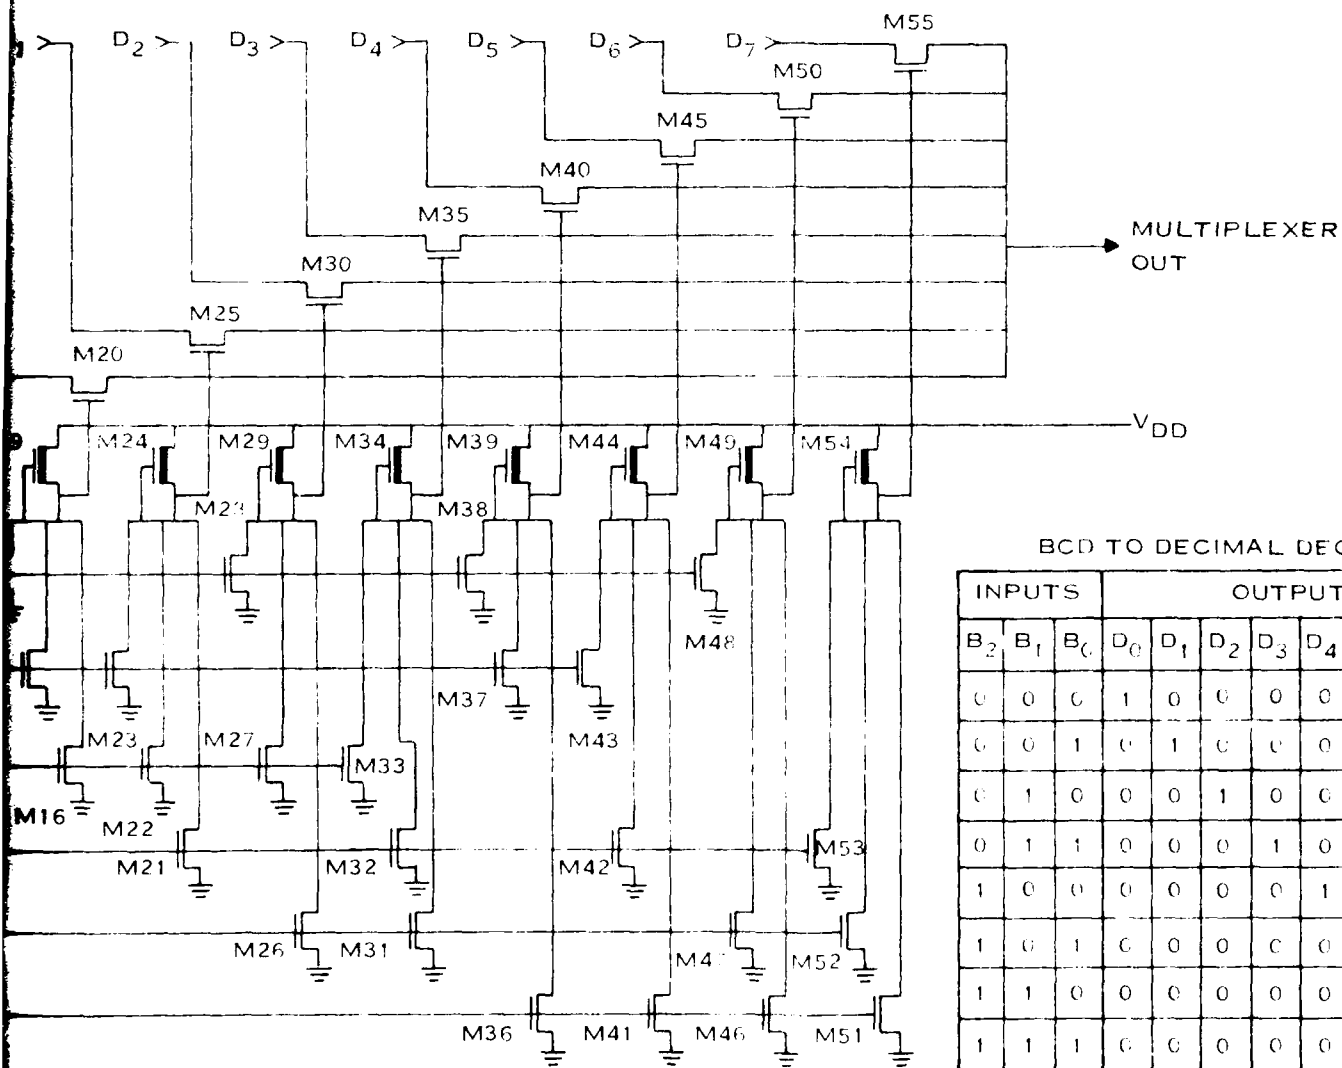 M55
D2 D3 D4 D5 D6 D7
M50
M45
M40
M35
MULTIPLEXER
OUT
M30
M25
M20
VDD
M24 M29 M34 M39 M44 M49 M54
M38
BCD TO DECIMAL DEC
INPUTS OUTPUT
M48
B2 B1 B0 D0 D1 D2 D3 D4
M37
0 0 0 1 0 0 0 0
M23 M27 M43
0 0 1 0 1 0 0 0
M33
M16
0 1 0 0 0 1 0 0
M22
M21 M32 M42 M53
0 1 1 0 0 0 1 0
1 0 0 0 0 0 0 1
M26 M31 M52
1 0 1 0 0 0 0 0
1 1 0 0 0 0 0 0
M36 M41 M46 M51
1 1 1 0 0 0 0 0